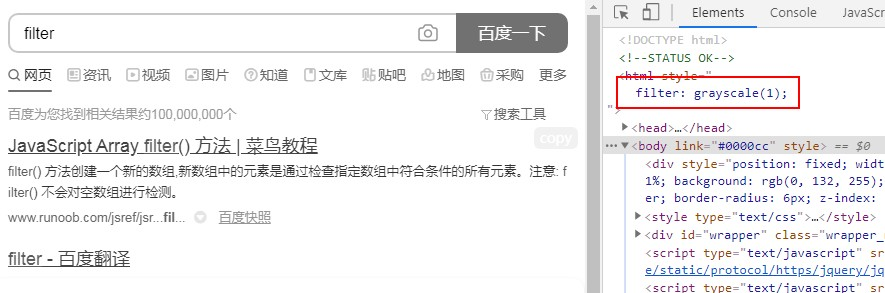 filter
百度一下
网页 资讯 视频 图片 知道 文库 贴吧 地图 采购 更多
百度为您找到相关结果约100,000,000个
搜索工具
copy
JavaScript Array filter() 方法 | 菜鸟教程
filter() 方法创建一个新的数组,新数组中的元素是通过检查指定数组中符合条件的所有元素。注意: f
ilter() 不会对空数组进行检测。
www.runoob.com/jsref/jsr...fil...
百度快照
filter - 百度翻译
Elements Console JavaScri
<!DOCTYPE html>
<!--STATUS OK-->
<html style="
filter: grayscale(1);
">
<head>…</head>
<body link="#0000cc" style> == $0
<div style="position: fixed; widt
1%; background: rgb(0, 132, 255);
er; border-radius: 6px; z-index:
<style type="text/css">…</style>
<div id="wrapper" class="wrapper_
<script type="text/javascript" sr
e/static/protocol/https/jquery/jq
<script type="text/javascript" sr